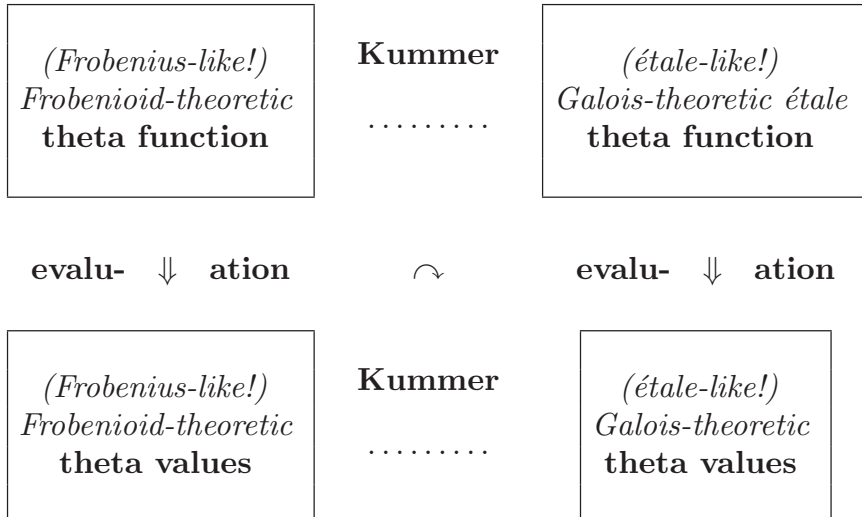 (Frobenius-like!)
Frobenioid-theoretic
theta function
Kummer
. . . . . . . . .
(étale-like!)
Galois-theoretic étale
theta function
evalu- ⇓ ation
↷
evalu- ⇓ ation
(Frobenius-like!)
Frobenioid-theoretic
theta values
Kummer
. . . . . . . . .
(étale-like!)
Galois-theoretic
theta values